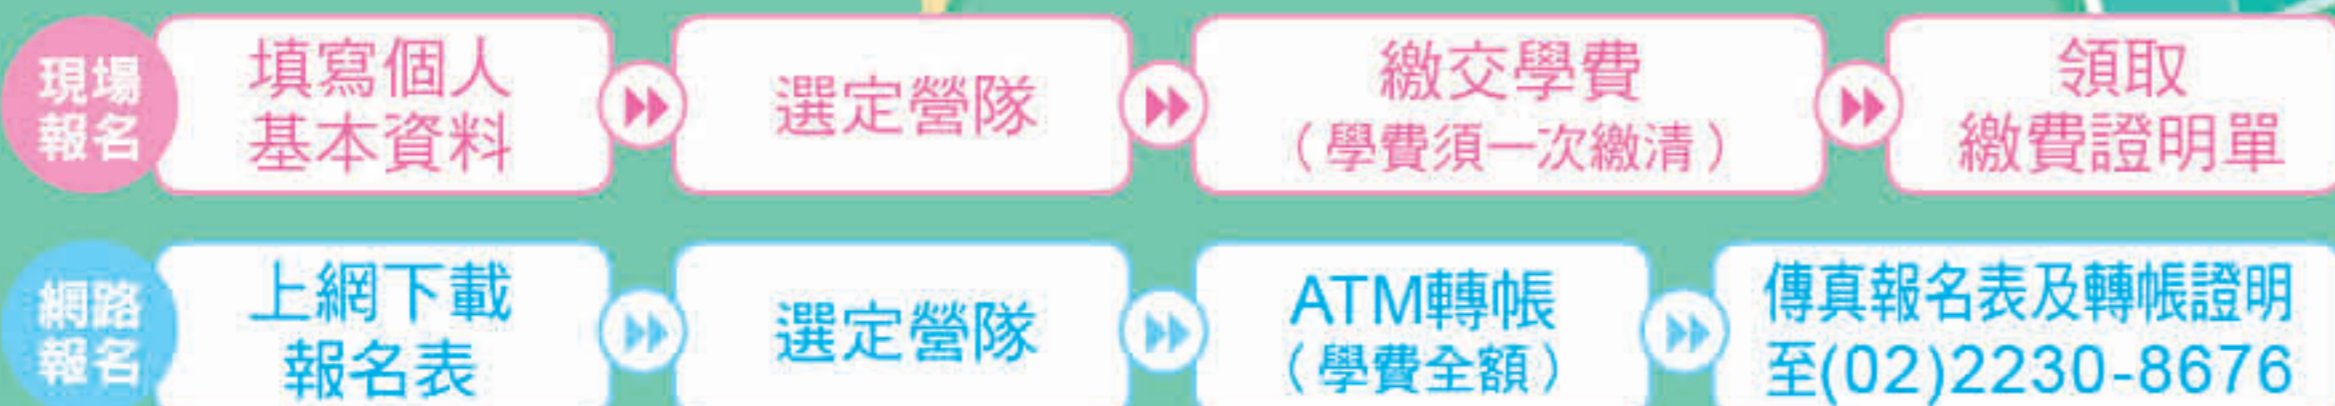 現場
報名
填寫個人
基本資料
選定營隊
繳交學費
（學費須一次繳清）
領取
繳費證明單
網路
報名
上網下載
報名表
選定營隊
ATM轉帳
（學費全額）
傳真報名表及轉帳證明
至(02)2230-8676